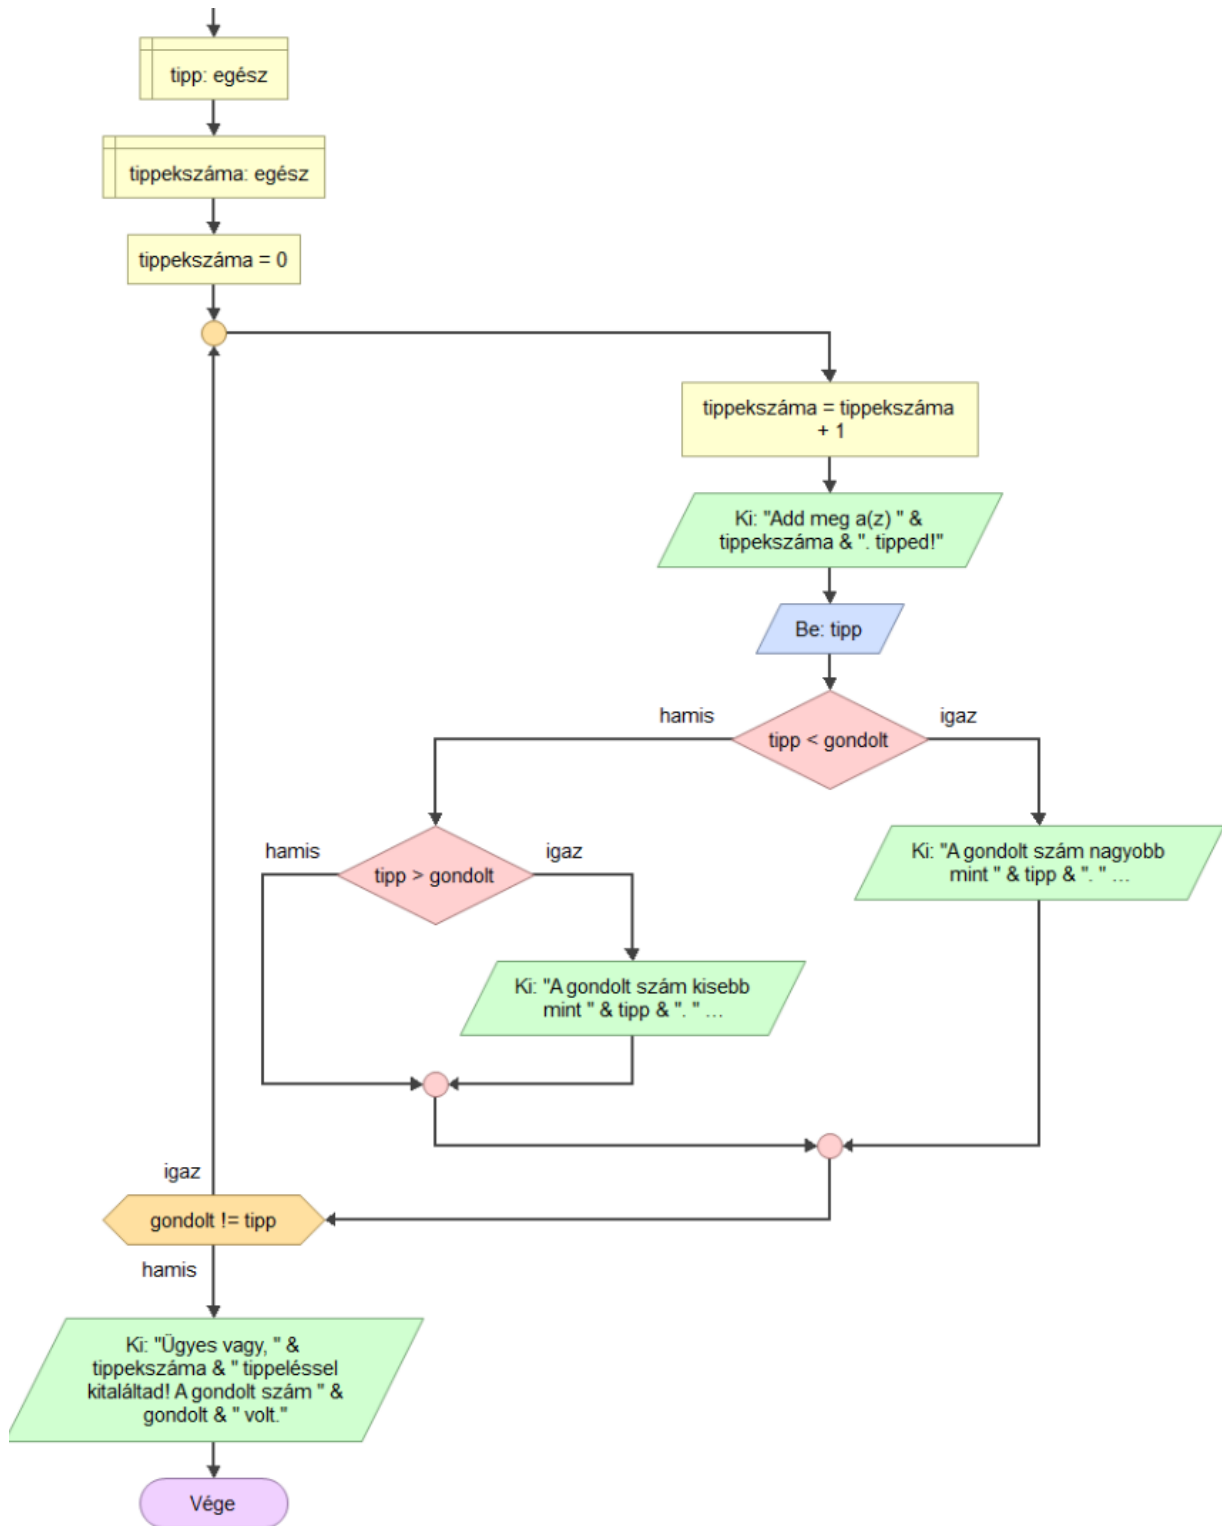 tipp: egész
tippekszáma: egész
tippekszáma = 0
tippekszáma = tippekszáma
+ 1
Ki: "Add meg a(z) " &
tippekszáma & ". tipped!"
Be: tipp
hamis
igaz
tipp < gondolt
hamis
igaz
tipp > gondolt
Ki: "A gondolt szám nagyobb
mint " & tipp & ". " ...
Ki: "A gondolt szám kisebb
mint " & tipp & ". " ...
igaz
gondolt != tipp
hamis
Ki: "Ügyes vagy, " &
tippekszáma & " tippeléssel
kitaláltad! A gondolt szám " &
gondolt & " volt."
Vége